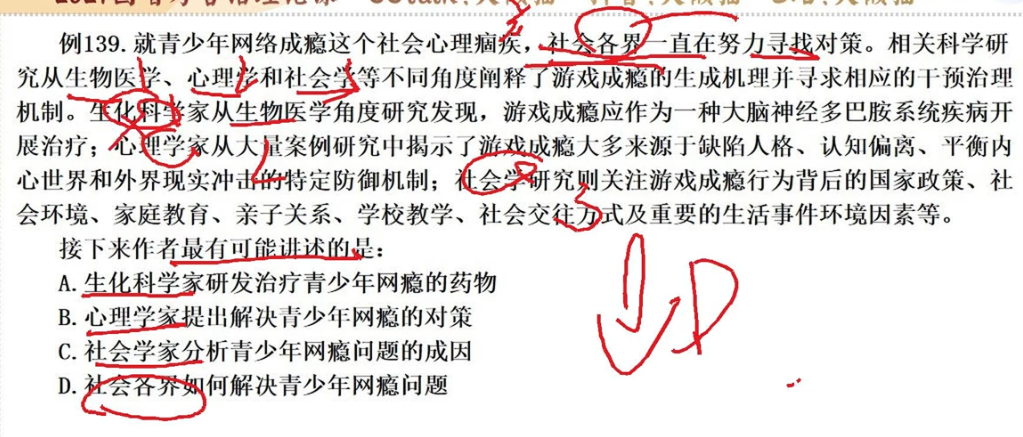 例139.就青少年网络成瘾这个社会心理痼疾，社会各界一直在努力寻找对策。相关科学研
究从生物医学、心理学和社会学等不同角度阐释了游戏成瘾的生成机理并寻求相应的干预治理
机制。生化科学家从生物医学角度研究发现，游戏成瘾应作为一种大脑神经多巴胺系统疾病开
展治疗；心理学家从大量案例研究中揭示了游戏成瘾大多来源于缺陷人格、认知偏离、平衡内
心世界和外界现实冲击的特定防御机制；社会学研究则关注游戏成瘾行为背后的国家政策、社
会环境、家庭教育、亲子关系、学校教学、社会交往方式及重要的生活事件环境因素等。
接下来作者最有可能讲述的是：
A.生化科学家研发治疗青少年网瘾的药物
B.心理学家提出解决青少年网瘾的对策
C.社会学家分析青少年网瘾问题的成因
D.社会各界如何解决青少年网瘾问题